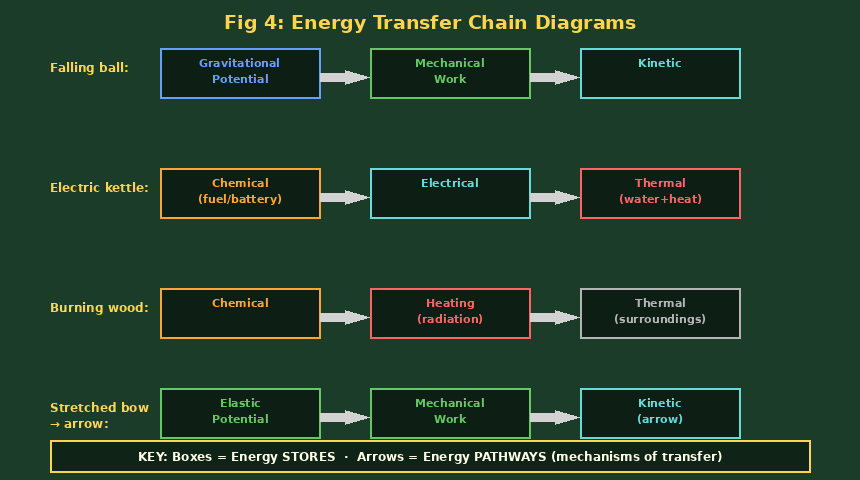 Fig 4: Energy Transfer Chain Diagrams
Falling ball:
Gravitational
Potential
Mechanical
Work
Kinetic
Electric kettle:
Chemical
(fuel/battery)
Electrical
Thermal
(water+heat)
Burning wood:
Chemical
Heating
(radiation)
Thermal
(surroundings)
Stretched bow
→ arrow:
Elastic
Potential
Mechanical
Work
Kinetic
(arrow)
KEY: Boxes = Energy STORES · Arrows = Energy PATHWAYS (mechanisms of transfer)